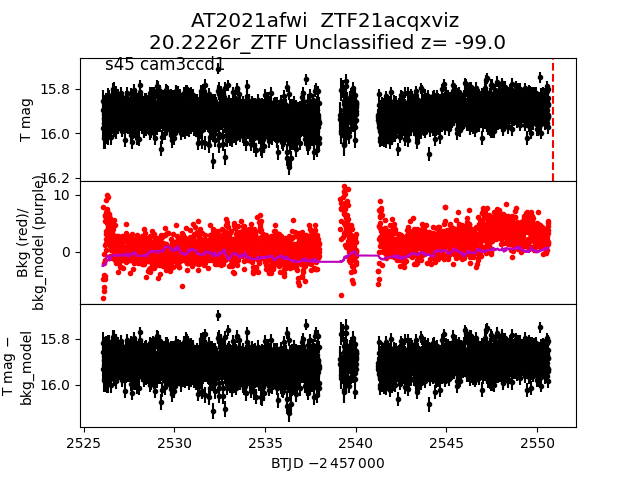 AT2021afwi  ZTF21acqxviz
20.2226r_ZTF Unclassified z= -99.0
s45 cam3ccd1
15.8
16.0
16.2
T mag
10
0
Bkg (red)/
bkg_model (purple)
15.8
16.0
T mag −
bkg_model
2525 2530 2535 2540 2545 2550
BTJD −2 457 000